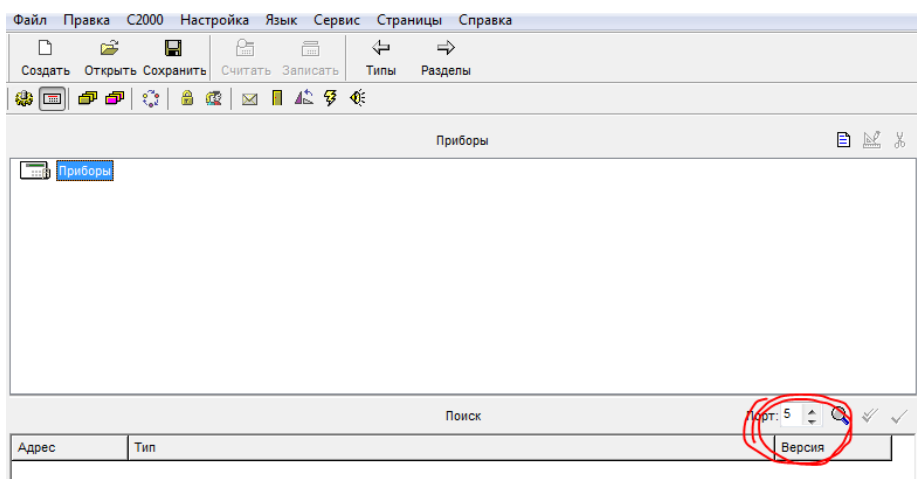 Файл Правка С2000 Настройка Язык Сервис Страницы Справка
Создать Открыть Сохранить Считать Записать Типы Разделы
Приборы
Приборы
Поиск Порт: 5
Адрес Тип Версия